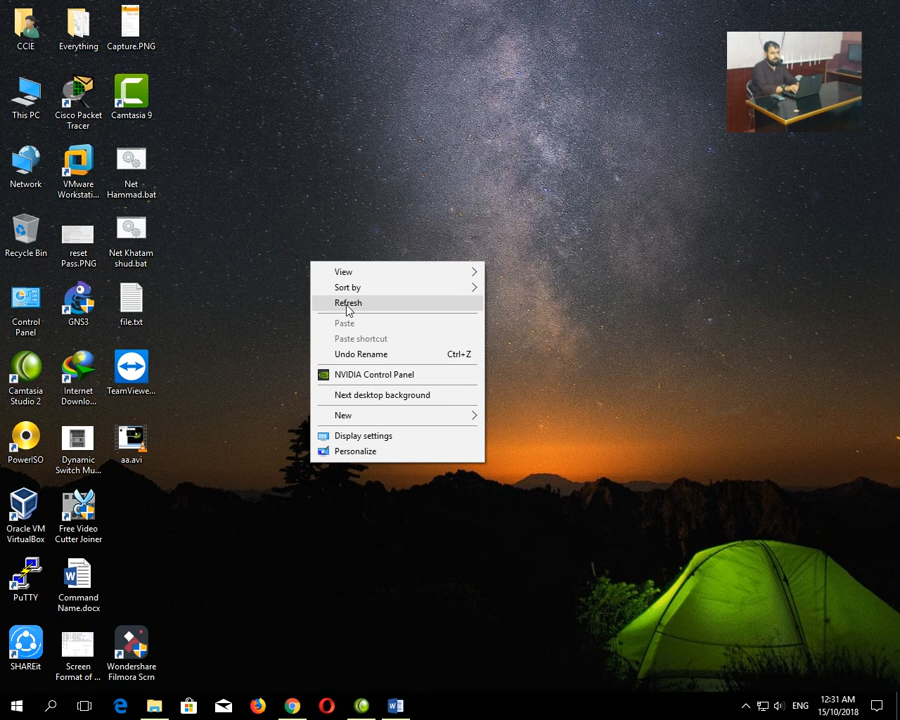 CCIE
Everything
Capture.PNG
This PC
Cisco Packet
Tracer
Camtasia 9
Network
VMware
Workstati...
Net
Hammad.bat
Recycle Bin
reset
Pass.PNG
Net Khatam
shud.bat
Control
Panel
GNS3
file.txt
Camtasia
Studio 2
Internet
Downlo...
TeamViewe...
PowerISO
Dynamic
Switch Mu...
aa.avi
Oracle VM
VirtualBox
Free Video
Cutter Joiner
PuTTY
Command
Name.docx
SHAREit
Screen
Format of ...
Wondershare
Filmora Scrn
View
Sort by
Refresh
Paste
Paste shortcut
Undo Rename Ctrl+Z
NVIDIA Control Panel
Next desktop background
New
Display settings
Personalize
ENG
12:31 AM
15/10/2018